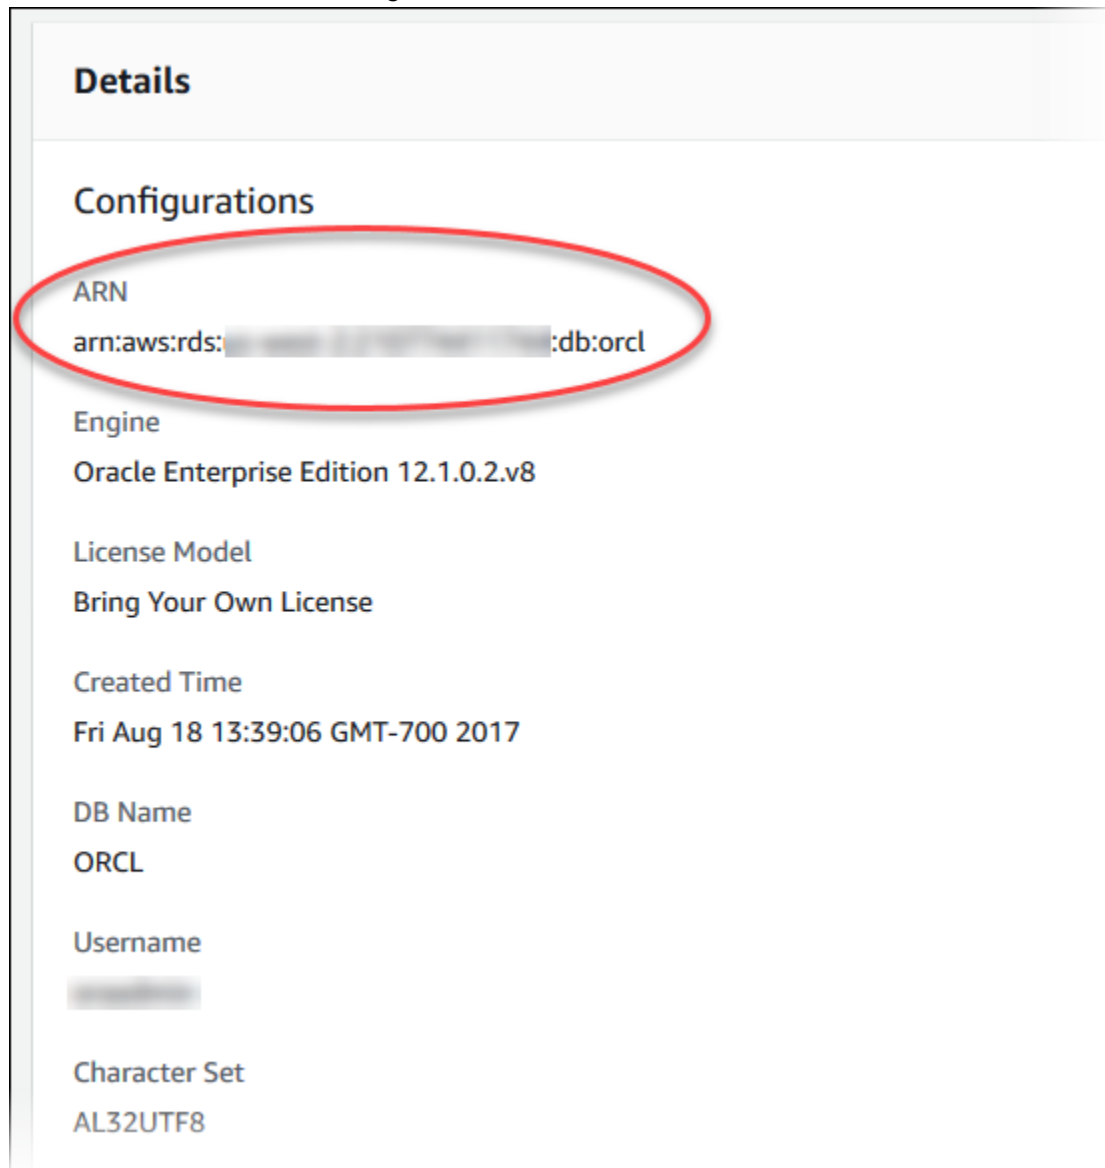 Details
Configurations
ARN
arn:aws:rds: :db:orcl
Engine
Oracle Enterprise Edition 12.1.0.2.v8
License Model
Bring Your Own License
Created Time
Fri Aug 18 13:39:06 GMT-700 2017
DB Name
ORCL
Username
Character Set
AL32UTF8